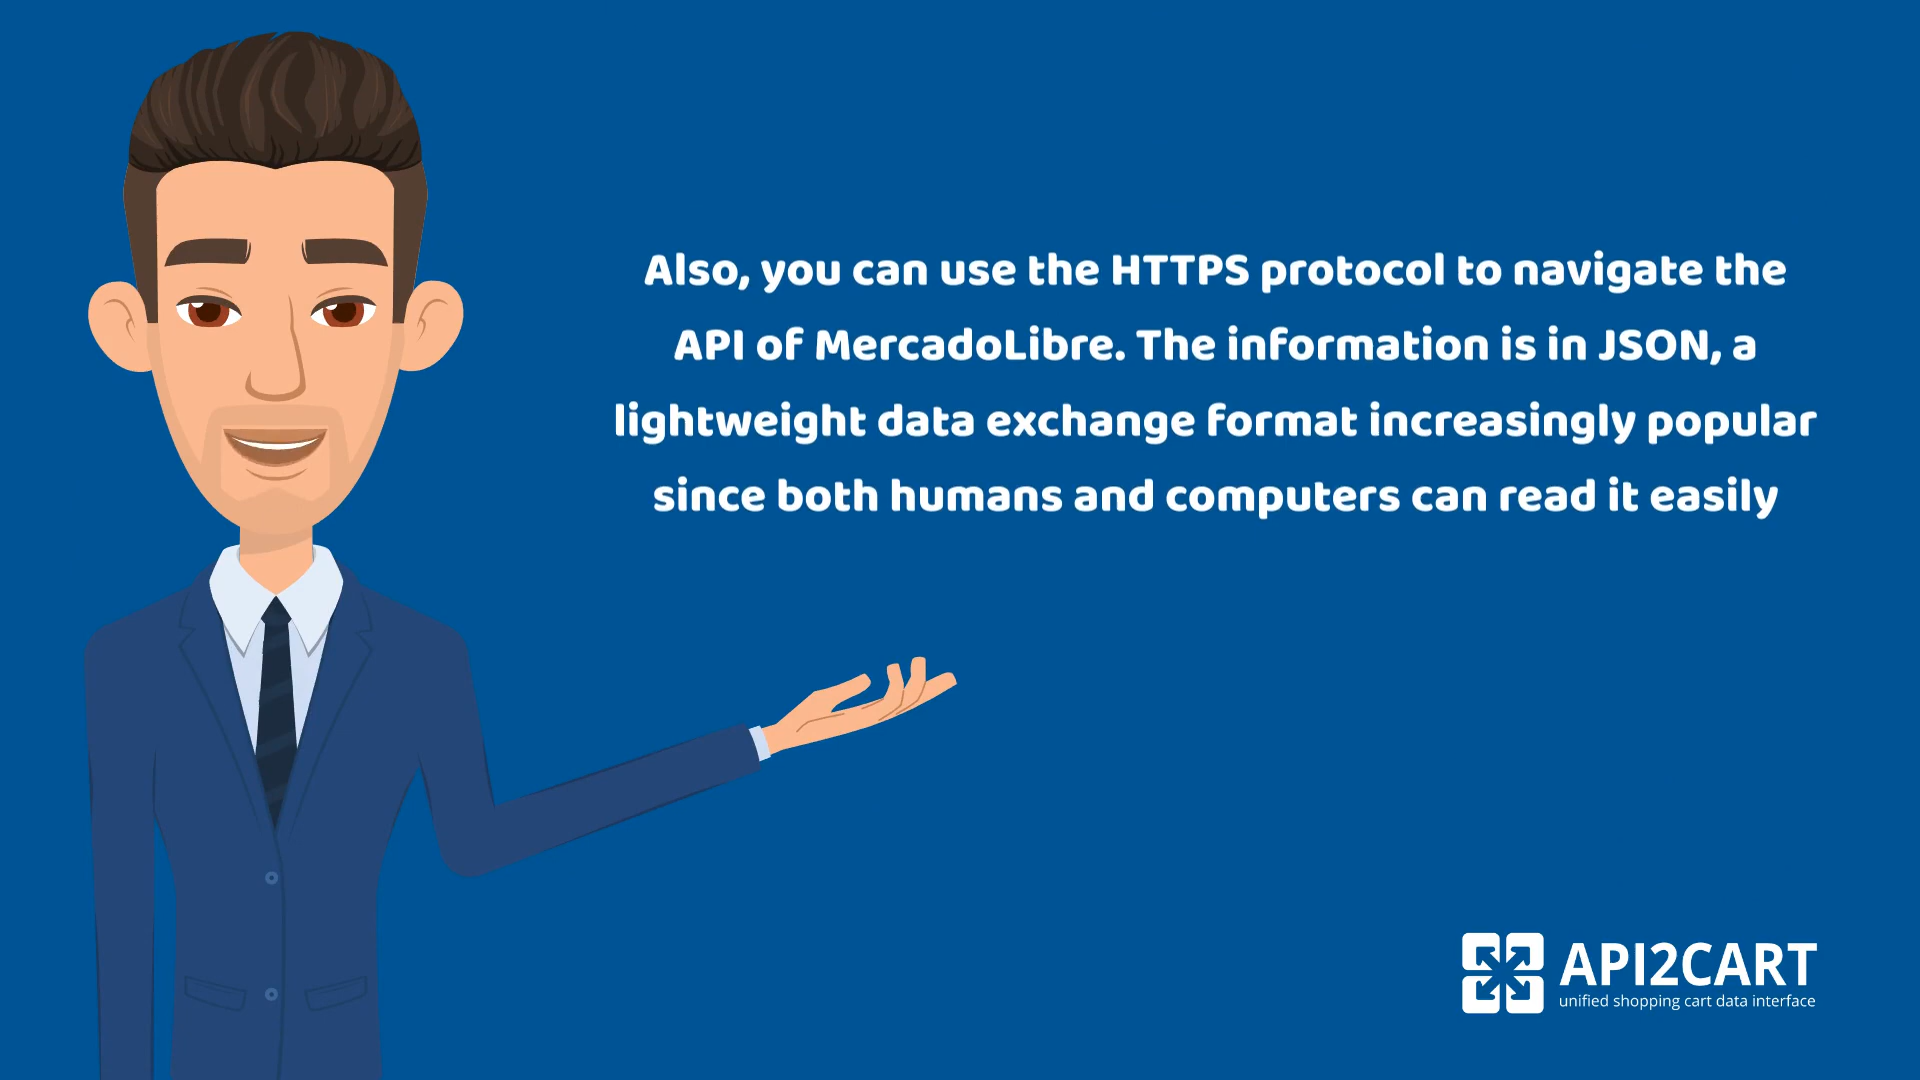 Also, you can use the HTTPS protocol to navigate the
API of MercadoLibre. The information is in JSON, a
lightweight data exchange format increasingly popular
since both humans and computers can read it easily
API2CART
unified shopping cart data interface